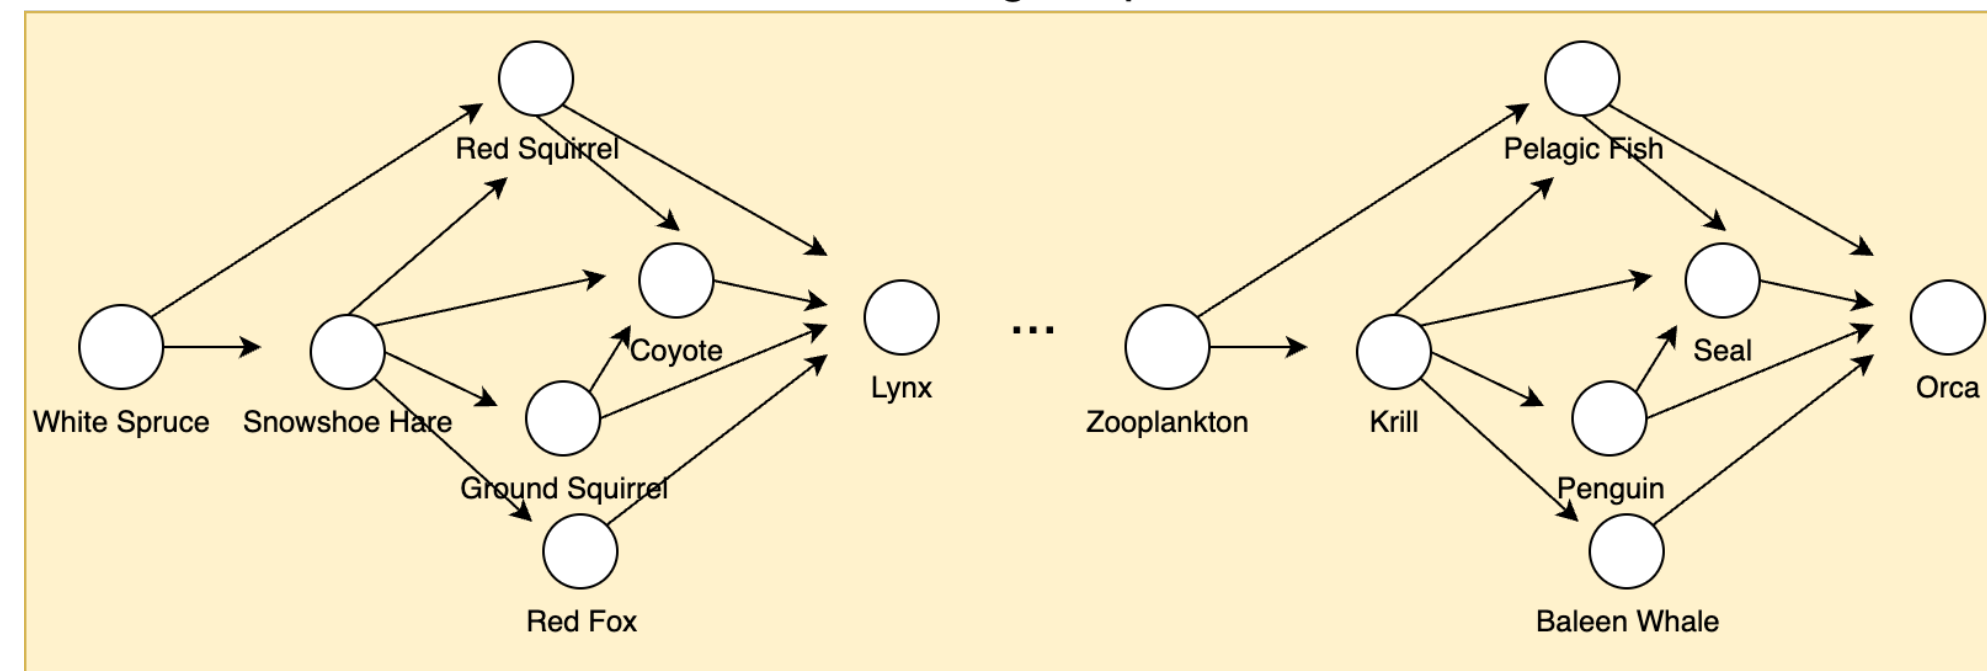 Red Squirrel
Pelagic Fish
Coyote
Seal
Lynx
...
Orca
White Spruce
Snowshoe Hare
Zooplankton
Krill
Ground Squirrel
Penguin
Red Fox
Baleen Whale